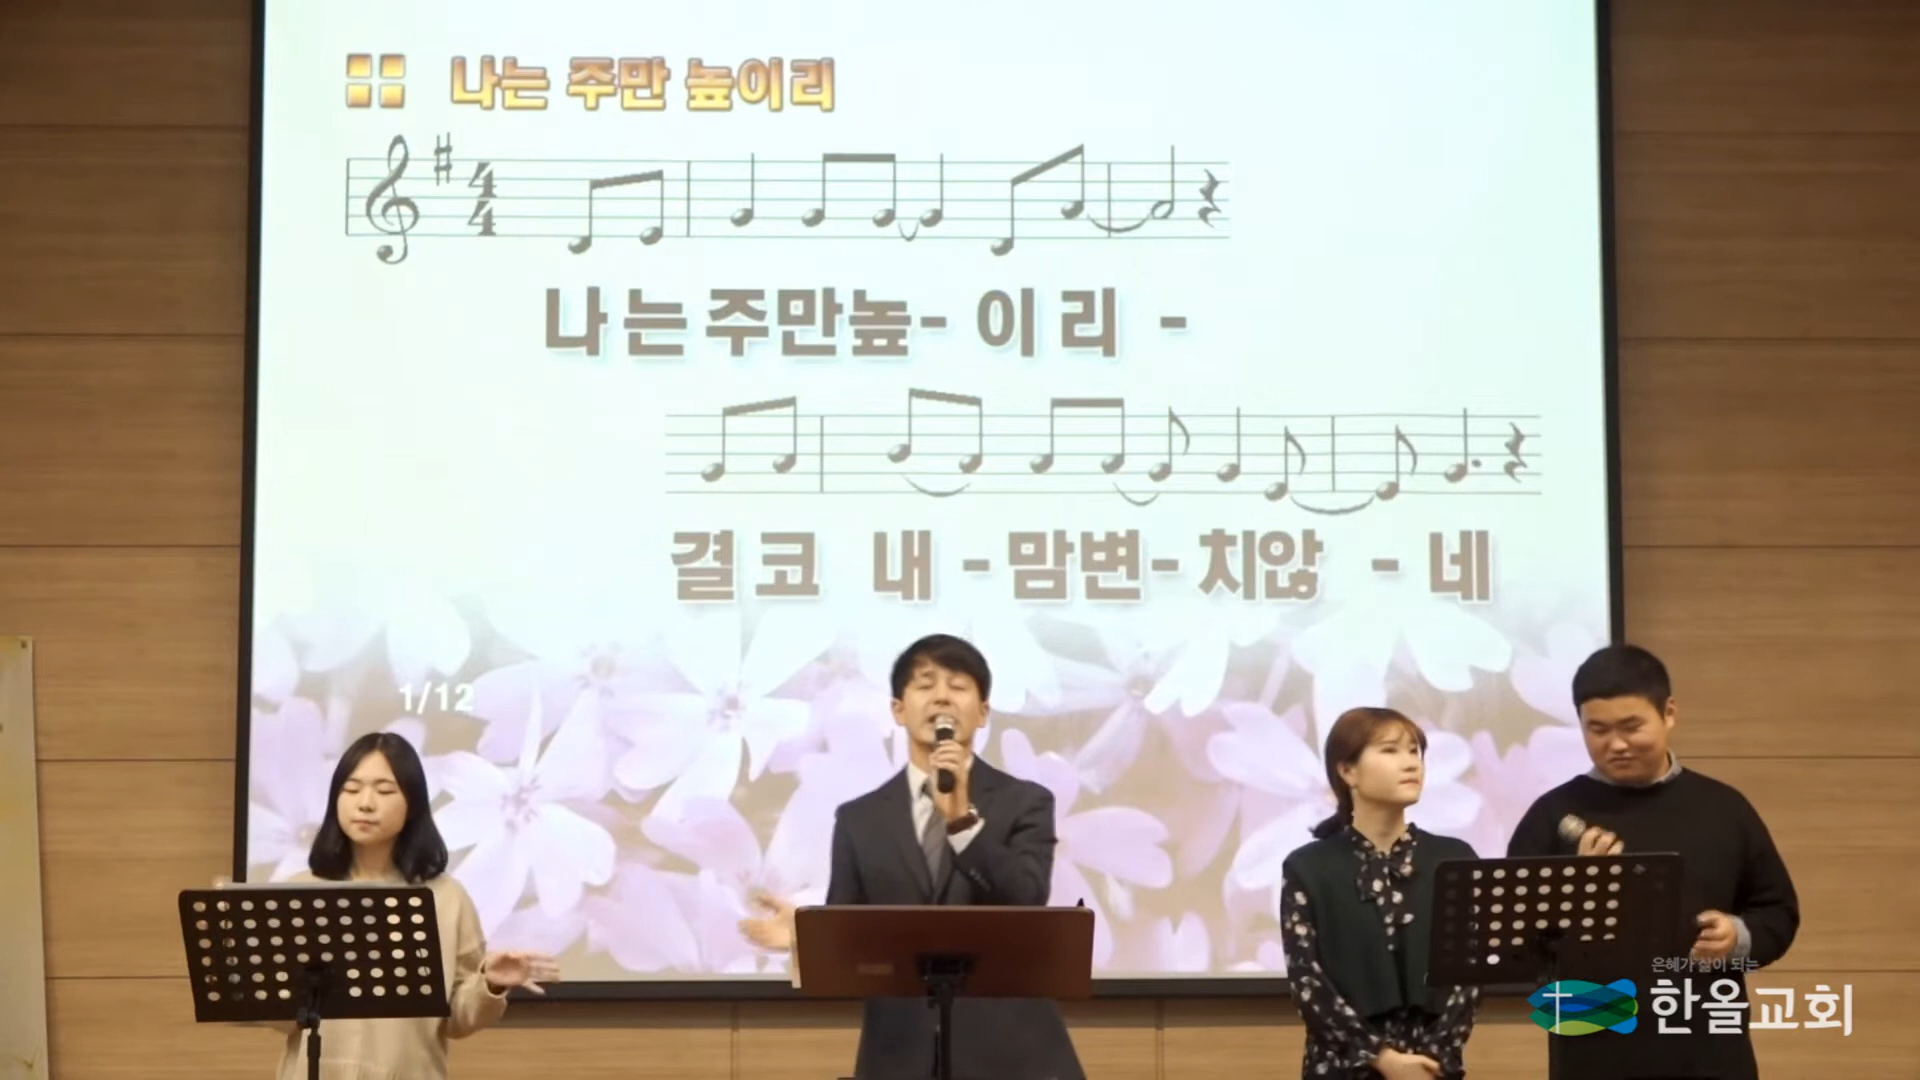 나는 주만 높이리
나는주만높- 이리 -
결코 내 -맘변- 치않 - 네
1/12
은혜가 삶이 되는
한올교회